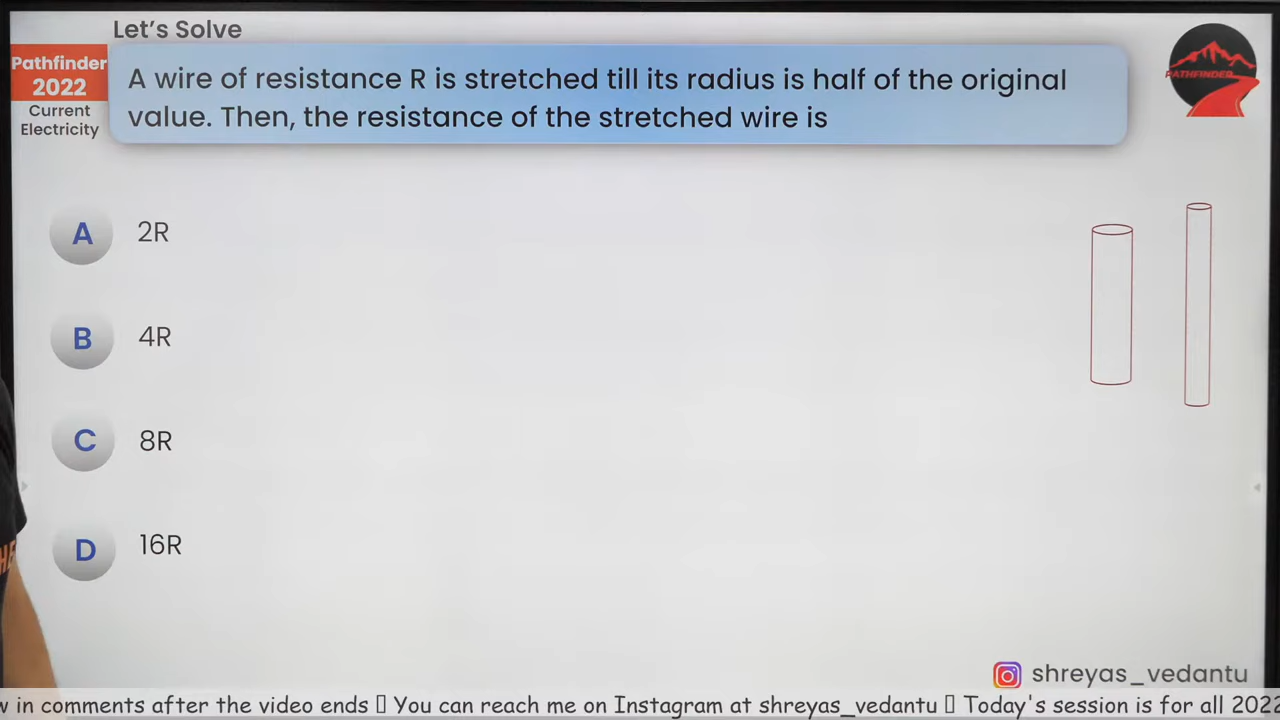 Let's Solve
Pathfinder
2022
Current
Electricity
A wire of resistance R is stretched till its radius is half of the original
value. Then, the resistance of the stretched wire is
PATHFINDER
A 2R
B 4R
C 8R
D 16R
HE
shreyas_vedantu
w in comments after the video ends ▯ You can reach me on Instagram at shreyas_vedantu ▯ Today's session is for all 2022